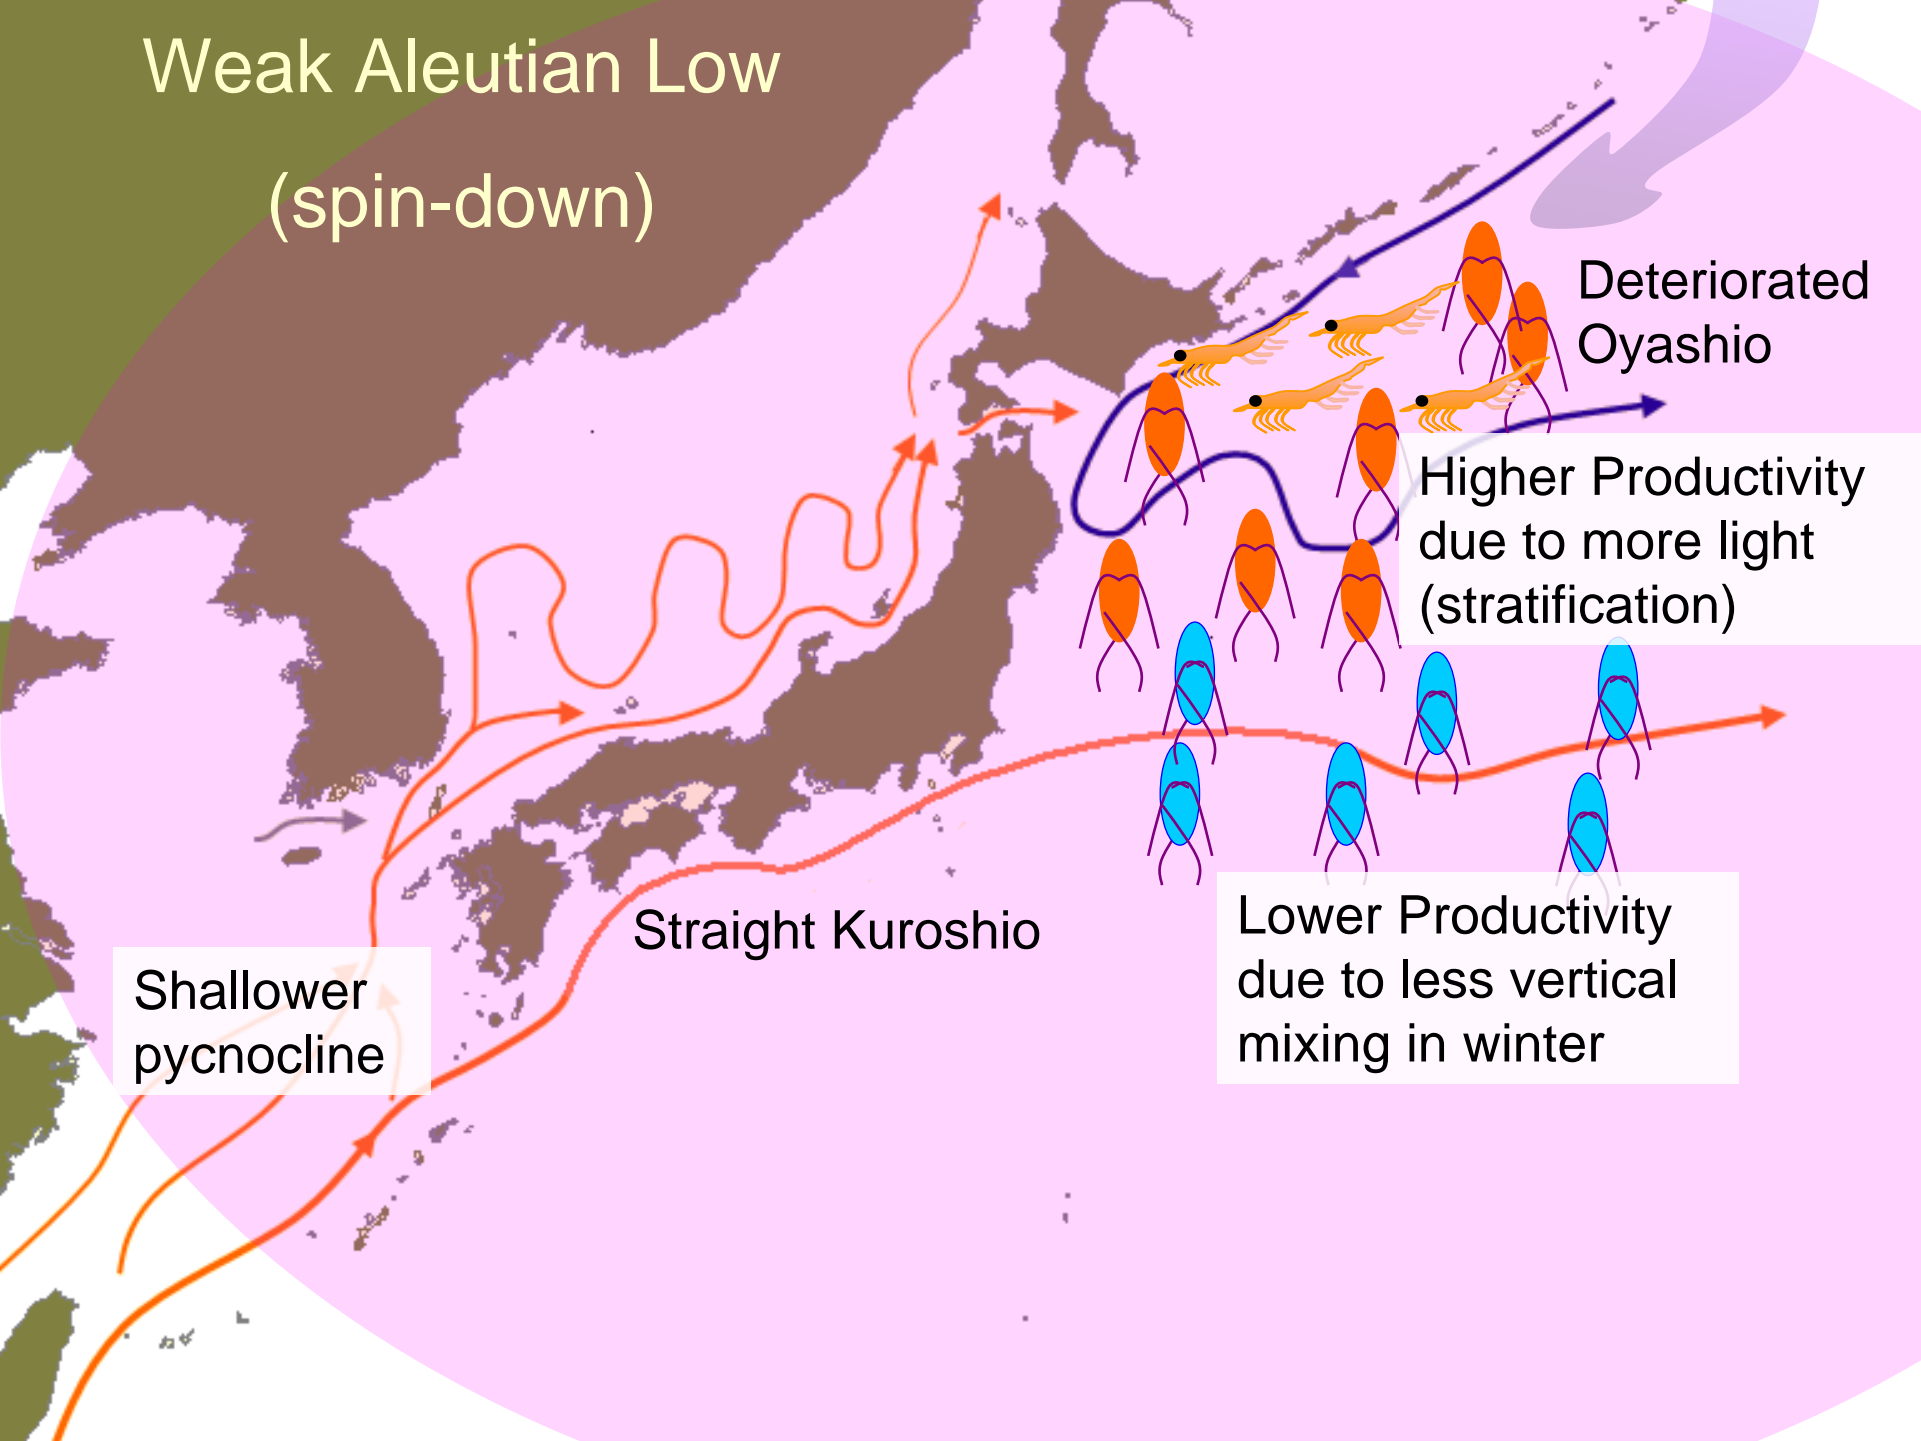 Weak Aleutian Low
(spin-down)
Deteriorated
Oyashio
Higher Productivity
due to more light
(stratification)
Straight Kuroshio
Lower Productivity
due to less vertical
mixing in winter
Shallower
pycnocline